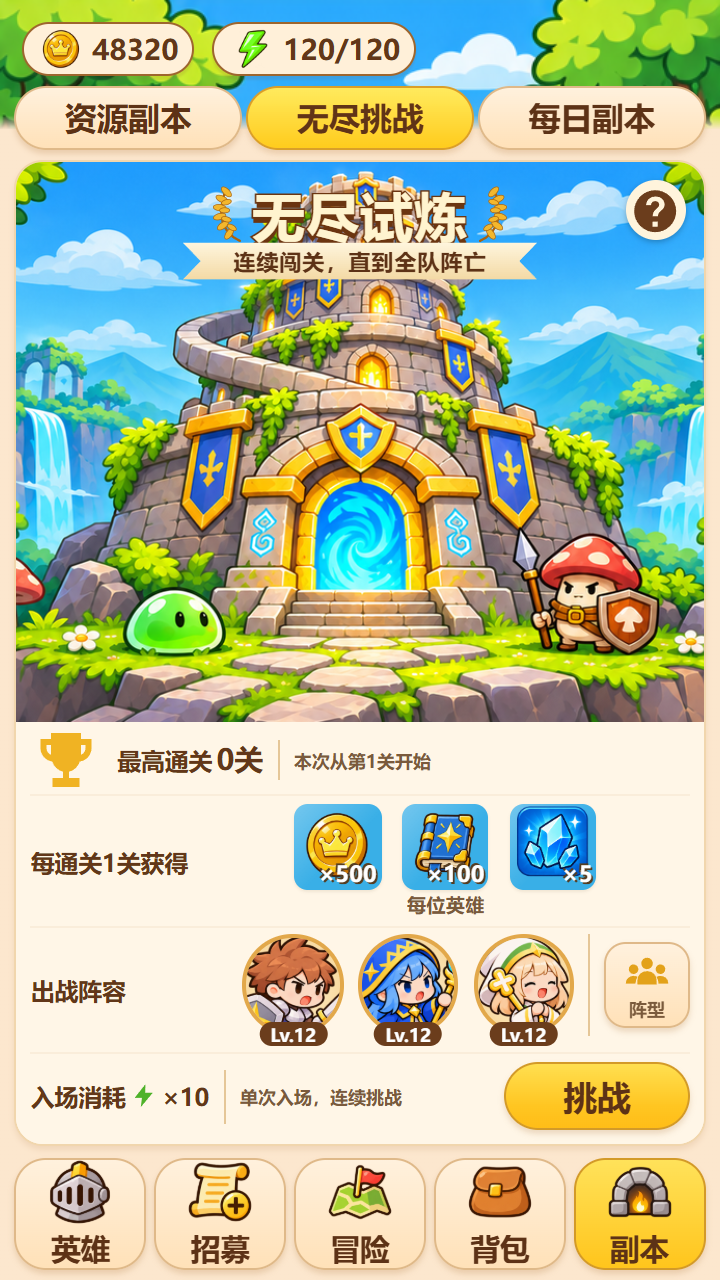 48320
120/120
资源副本
无尽挑战
每日副本
无尽试炼
?
连续闯关，直到全队阵亡
最高通关 0关
本次从第1关开始
每通关1关获得
×500
×100
×5
每位英雄
出战阵容
Lv.12
Lv.12
Lv.12
阵型
入场消耗 ×10
单次入场，连续挑战
挑战
英雄
招募
冒险
背包
副本